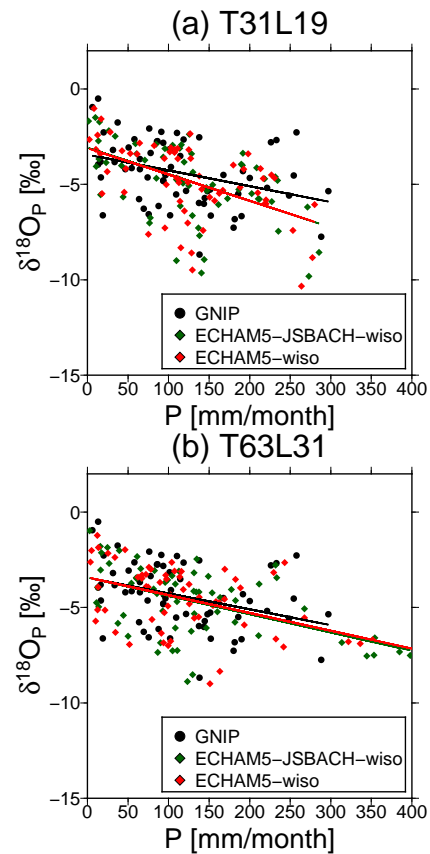 (a) T31L19
0
−5
−10
−15
δ¹⁸Oₚ [‰]
GNIP
ECHAM5−JSBACH−wiso
ECHAM5−wiso
0 50 100 150 200 250 300 350 400
P [mm/month]
(b) T63L31
0
−5
−10
−15
δ¹⁸Oₚ [‰]
GNIP
ECHAM5−JSBACH−wiso
ECHAM5−wiso
0 50 100 150 200 250 300 350 400
P [mm/month]